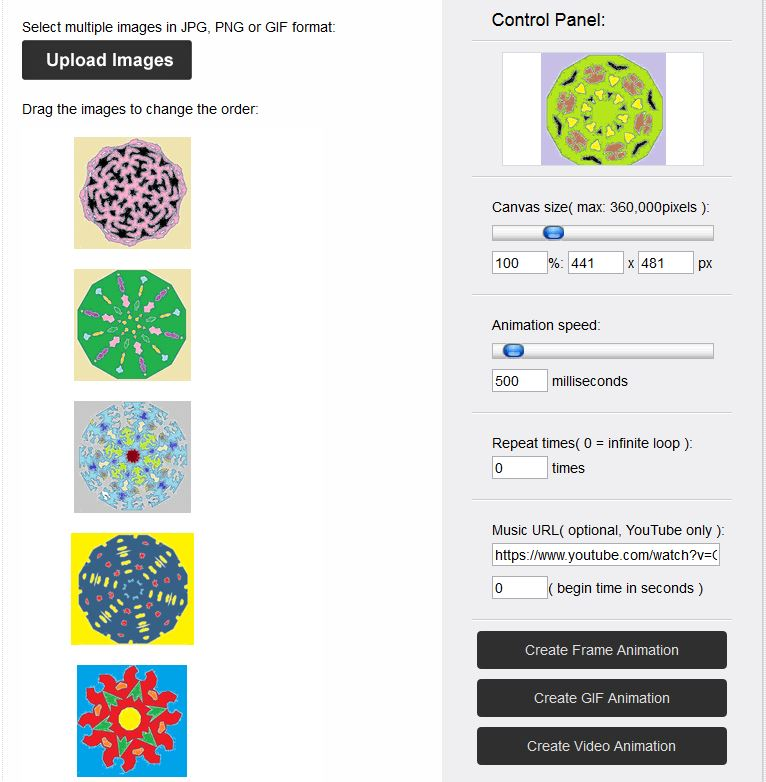 Select multiple images in JPG, PNG or GIF format:
Upload Images
Drag the images to change the order:
Control Panel:
Canvas size( max: 360,000pixels ):
100 %: 441 x 481 px
Animation speed:
500 milliseconds
Repeat times( 0 = infinite loop ):
0 times
Music URL( optional, YouTube only ):
https://www.youtube.com/watch?v=
0 ( begin time in seconds )
Create Frame Animation
Create GIF Animation
Create Video Animation